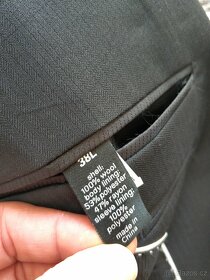 38L
shell:
100% wool
body lining:
53% polyester
47% rayon
sleeve lining:
100%
polyester
made in
China